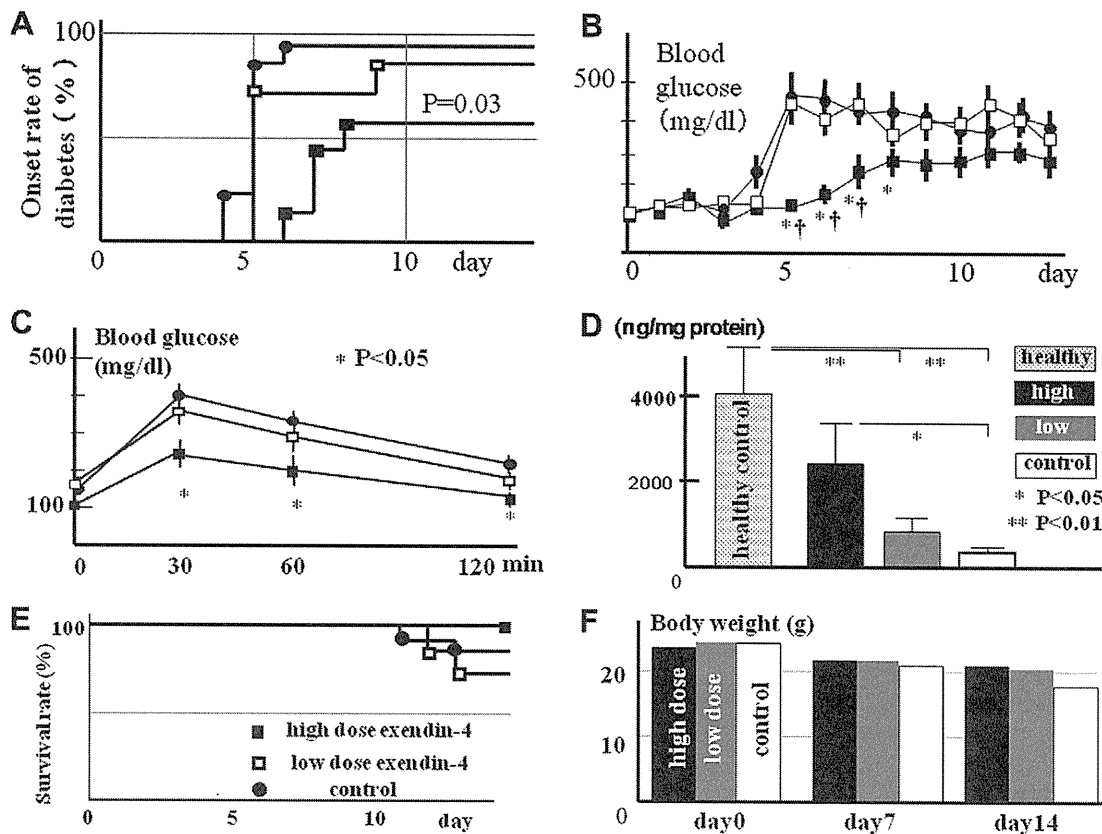 A
100
Onset rate of
diabetes ( % )
P=0.03
0
5
10
day
B
Blood
glucose
(mg/dl)
500
*† *† *† *
0
5
10
day
C
Blood glucose
(mg/dl)
500
* P<0.05
100
* * *
0
30
60
120 min
D (ng/mg protein)
4000
2000
0
** **
*
healthy control
healthy
high
low
control
* P<0.05
** P<0.01
E
100
Survival rate (%)
high dose exendin-4
low dose exendin-4
control
0
5
10
day
F
Body weight (g)
20
10
0
high dose
low dose
control
day0
day7
day14